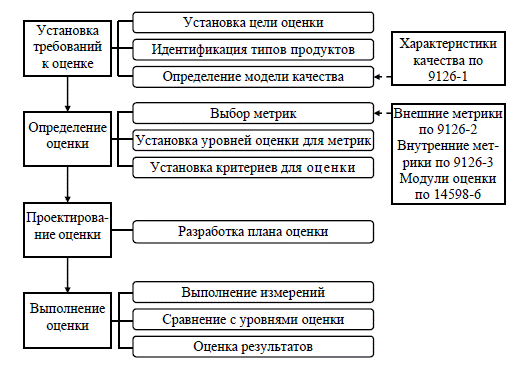 Установка
требований
к оценке
Установка цели оценки
Идентификация типов продуктов
Определение модели качества
Характеристики
качества по
9126-1
Определение
оценки
Выбор метрик
Установка уровней оценки для метрик
Установка критериев для оценки
Внешние метрики
по 9126-2
Внутренние мет-
рики по 9126-3
Модули оценки
по 14598-6
Проектирова-
ние оценки
Разработка плана оценки
Выполнение
оценки
Выполнение измерений
Сравнение с уровнями оценки
Оценка результатов